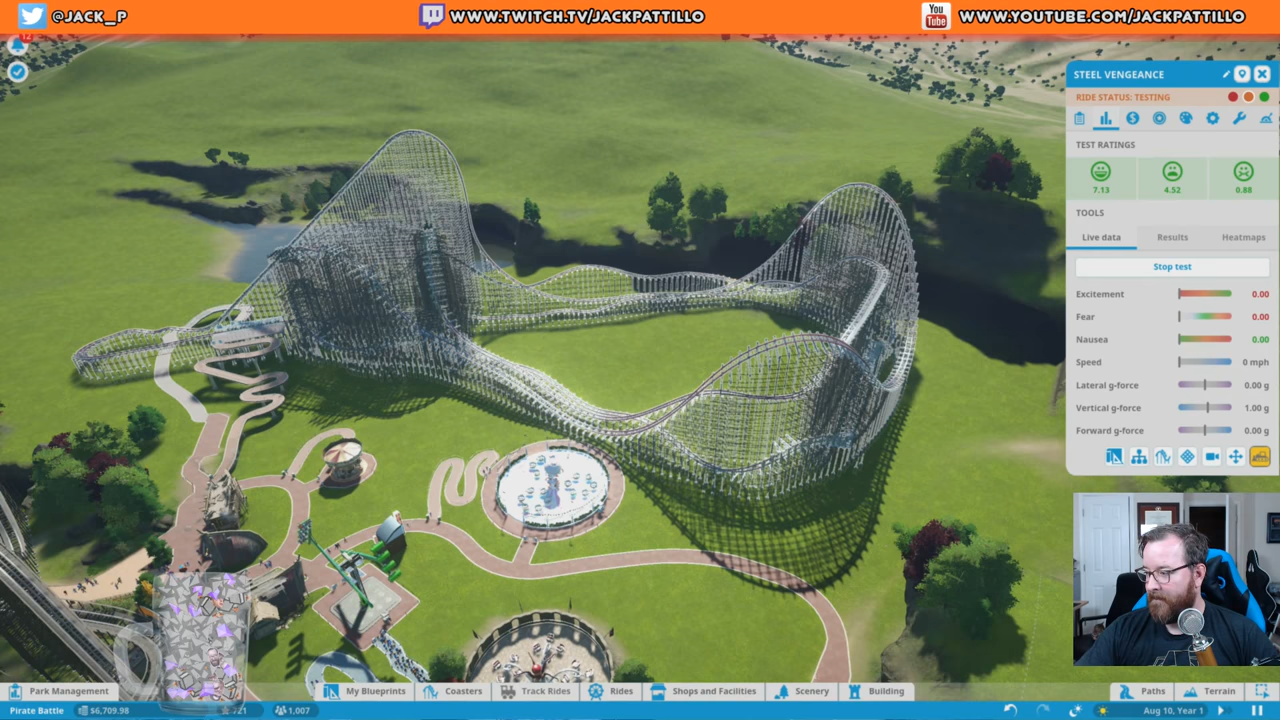 @JACK_P
WWW.TWITCH.TV/JACKPATTILLO
You Tube
WWW.YOUTUBE.COM/JACKPATTILLO
12
STEEL VENGEANCE
RIDE STATUS: TESTING
TEST RATINGS
7.13 4.52 0.88
TOOLS
Live data Results Heatmaps
Stop test
Excitement 0.00
Fear 0.00
Nausea 0.00
Speed 0 mph
Lateral g-force 0.00 g
Vertical g-force 1.00 g
Forward g-force 0.00 g
Park Management
My Blueprints
Coasters
Track Rides
Rides
Shops and Facilities
Scenery
Building
Paths
Terrain
Pirate Battle
$6,709.98
721
1,007
Aug 10, Year 1